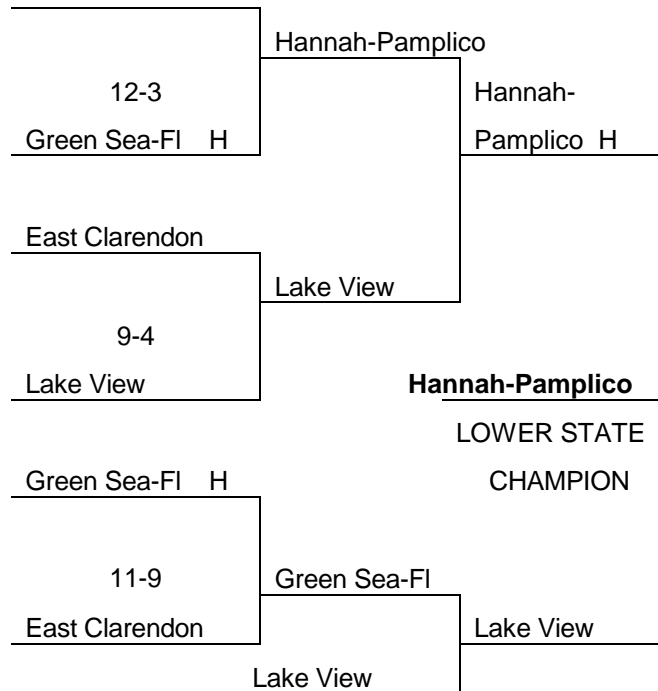 Hannah-Pamplico
12-3
Hannah-
Green Sea-Fl H
Pamplico H
East Clarendon
Lake View
9-4
Lake View
Hannah-Pamplico
LOWER STATE
Green Sea-Fl H
CHAMPION
11-9
Green Sea-Fl
East Clarendon
Lake View
Lake View